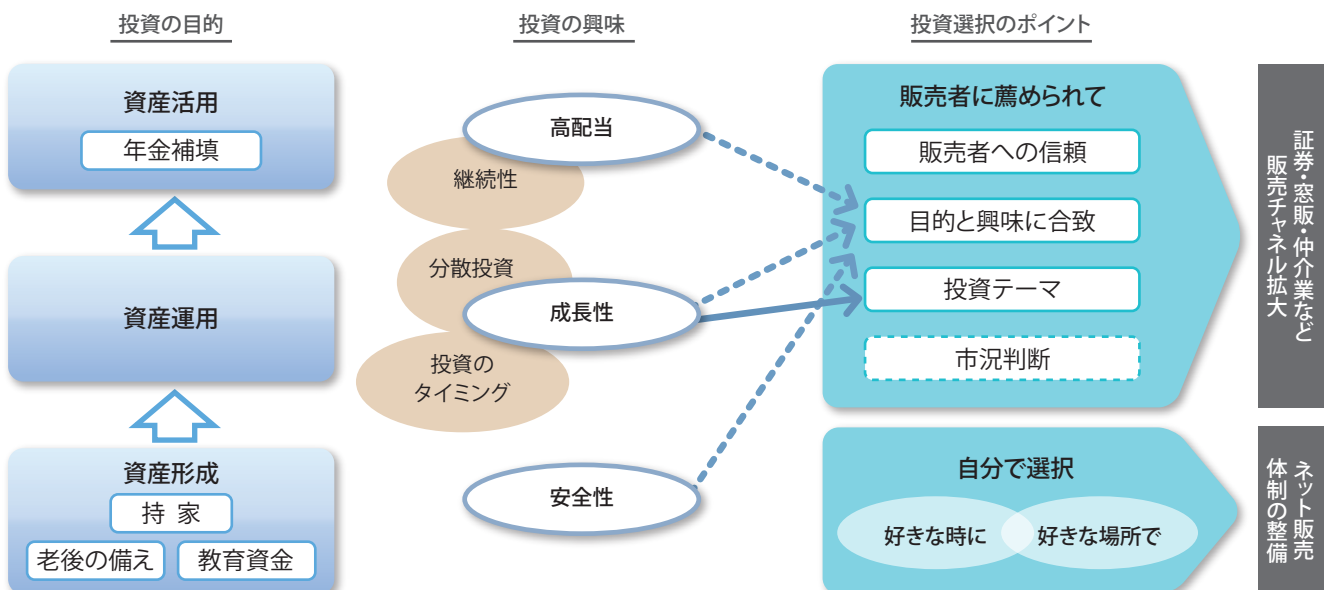 投資の目的
資産活用
年金補填
資産運用
資産形成
持 家
老後の備え
教育資金
投資の興味
高配当
継続性
分散投資
成長性
投資の
タイミング
安全性
投資選択のポイント
販売者に薦められて
販売者への信頼
目的と興味に合致
投資テーマ
市況判断
自分で選択
好きな時に
好きな場所で
証券・窓販・仲介業など
販売チャネル拡大
ネット販売
体制の整備